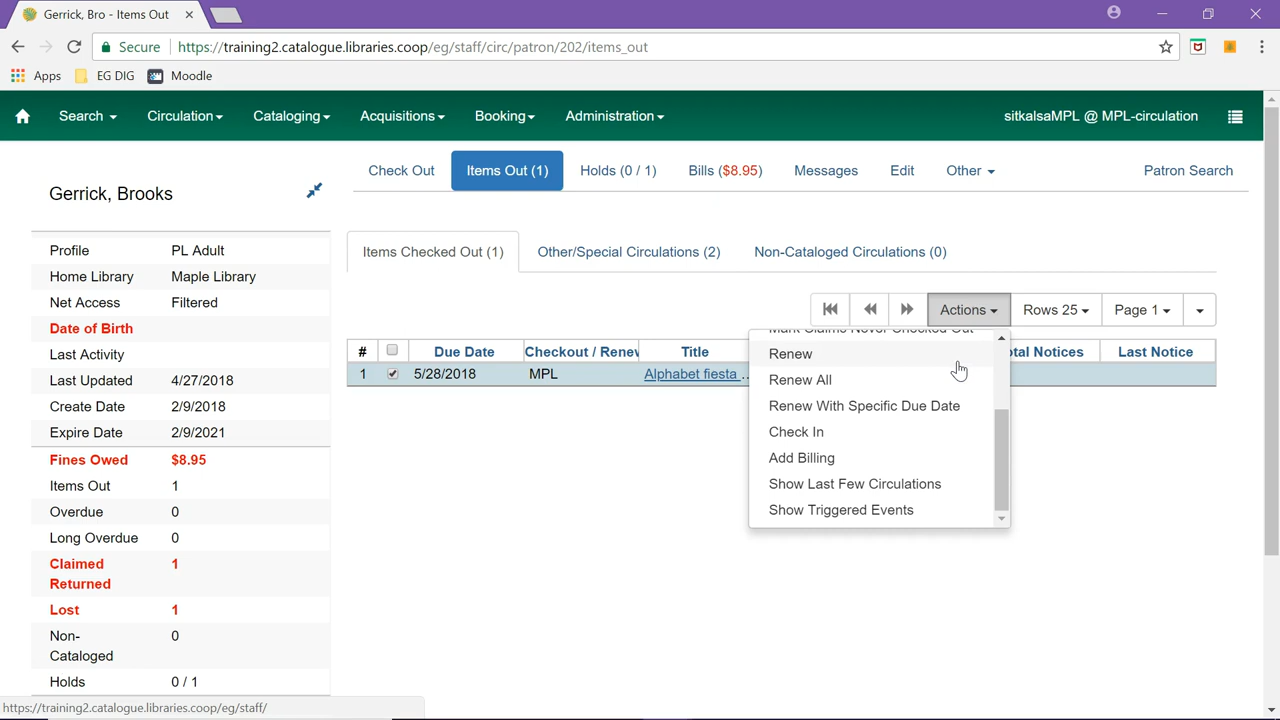 Gerrick, Bro - Items Out
Secure https://training2.catalogue.libraries.coop/eg/staff/circ/patron/202/items_out
Apps EG DIG Moodle
Search Circulation Cataloging Acquisitions Booking Administration sitkalsaMPL @ MPL-circulation
Check Out Items Out (1) Holds (0 / 1) Bills ($8.95) Messages Edit Other Patron Search
Gerrick, Brooks
Profile PL Adult
Home Library Maple Library
Net Access Filtered
Date of Birth
Last Activity
Last Updated 4/27/2018
Create Date 2/9/2018
Expire Date 2/9/2021
Fines Owed $8.95
Items Out 1
Overdue 0
Long Overdue 0
Claimed 1
Returned
Lost 1
Non- 0
Cataloged
Holds 0 / 1
Items Checked Out (1) Other/Special Circulations (2) Non-Cataloged Circulations (0)
Actions Rows 25 Page 1
# Due Date Checkout / Renew Title otal Notices Last Notice
1 5/28/2018 MPL Alphabet fiesta ...
Mark Claims Never Checked Out
Renew
Renew All
Renew With Specific Due Date
Check In
Add Billing
Show Last Few Circulations
Show Triggered Events
https://training2.catalogue.libraries.coop/eg/staff/